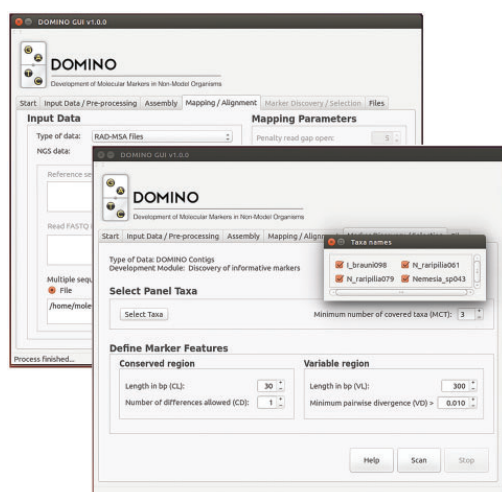 DOMINO GUI v1.0.0
DOMINO
Development of Molecular Markers in Non-Model Organisms
Start Input Data / Pre-processing Assembly Mapping / Alignment Marker Discovery / Selection Files
Input Data
Mapping Parameters
Type of data: RAD-MSA files
Penalty read gap open: 5
NGS data:
Reference se
Read FASTQ
Multiple sequ
File
/home/mole
Process finished...
DOMINO GUI v1.0.0
DOMINO
Development of Molecular Markers in Non-Model Organisms
Start Input Data / Pre-processing Assembly Mapping / Align
Taxa names
I_brauni098 N_raripilia061
N_raripilia079 Nemesia_sp043
Type of Data: DOMINO Contigs
Development Module: Discovery of informative markers
Select Panel Taxa
Select Taxa
Minimum number of covered taxa (MCT): 3
Define Marker Features
Conserved region
Length in bp (CL): 30
Number of differences allowed (CD): 1
Variable region
Length in bp (VL): 300
Minimum pairwise divergence (VD) > 0.010
Help Scan Stop